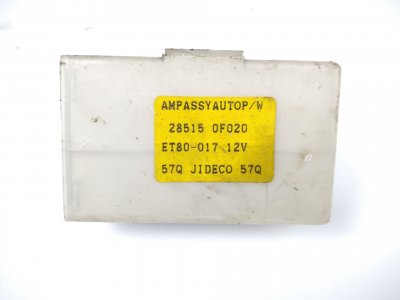 AMPASSYAUTOP/W
28515 0F020
ET80-017 12V
57Q JIDECO 57Q